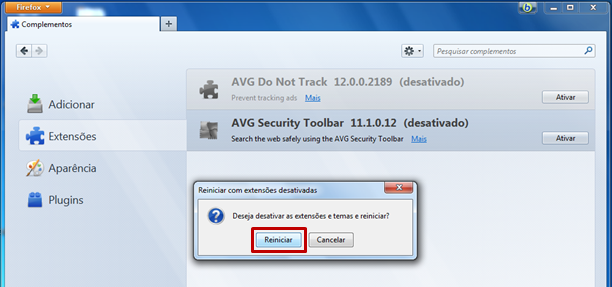 Firefox
Complementos
Pesquisar complementos
Adicionar
Extensões
Aparência
Plugins
AVG Do Not Track 12.0.0.2189 (desativado)
Prevent tracking ads Mais
Ativar
AVG Security Toolbar 11.1.0.12 (desativado)
Search the web safely using the AVG Security Toolbar Mais
Ativar
Reiniciar com extensões desativadas
Deseja desativar as extensões e temas e reiniciar?
Reiniciar
Cancelar